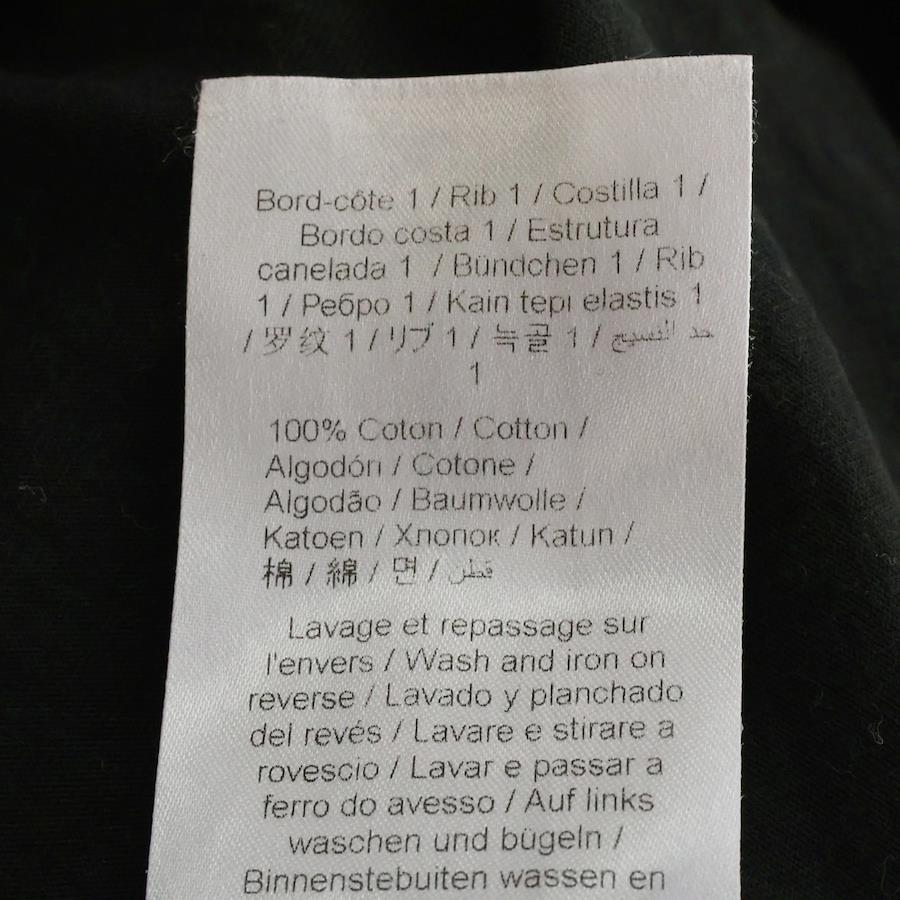 Bord-côte 1 / Rib 1 / Costilla 1 /
Bordo costa 1 / Estrutura
canelada 1 / Bündchen 1 / Rib
1 / Ребро 1 / Kain tepi elastis 1
/ 罗纹 1 / リブ 1 / 늑골 1 / حد النسيج
1
100% Coton / Cotton /
Algodón / Cotone /
Algodão / Baumwolle /
Katoen / Хлопок / Katun /
棉 / 綿 / 면 / قطن
Lavage et repassage sur
l'envers / Wash and iron on
reverse / Lavado y planchado
del revés / Lavare e stirare a
rovescio / Lavar e passar a
ferro do avesso / Auf links
waschen und bügeln /
Binnenstebuiten wassen en